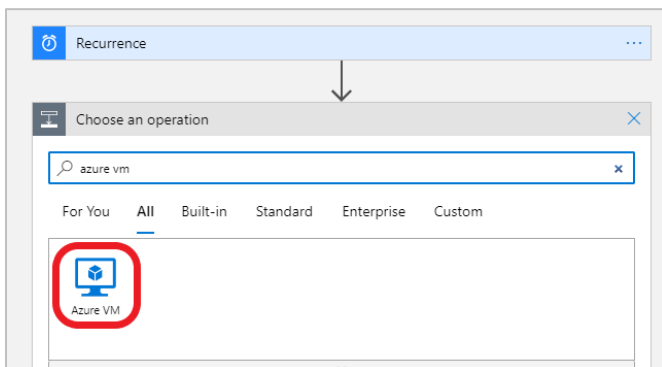 Recurrence
Choose an operation
azure vm
For You All Built-in Standard Enterprise Custom
Azure VM